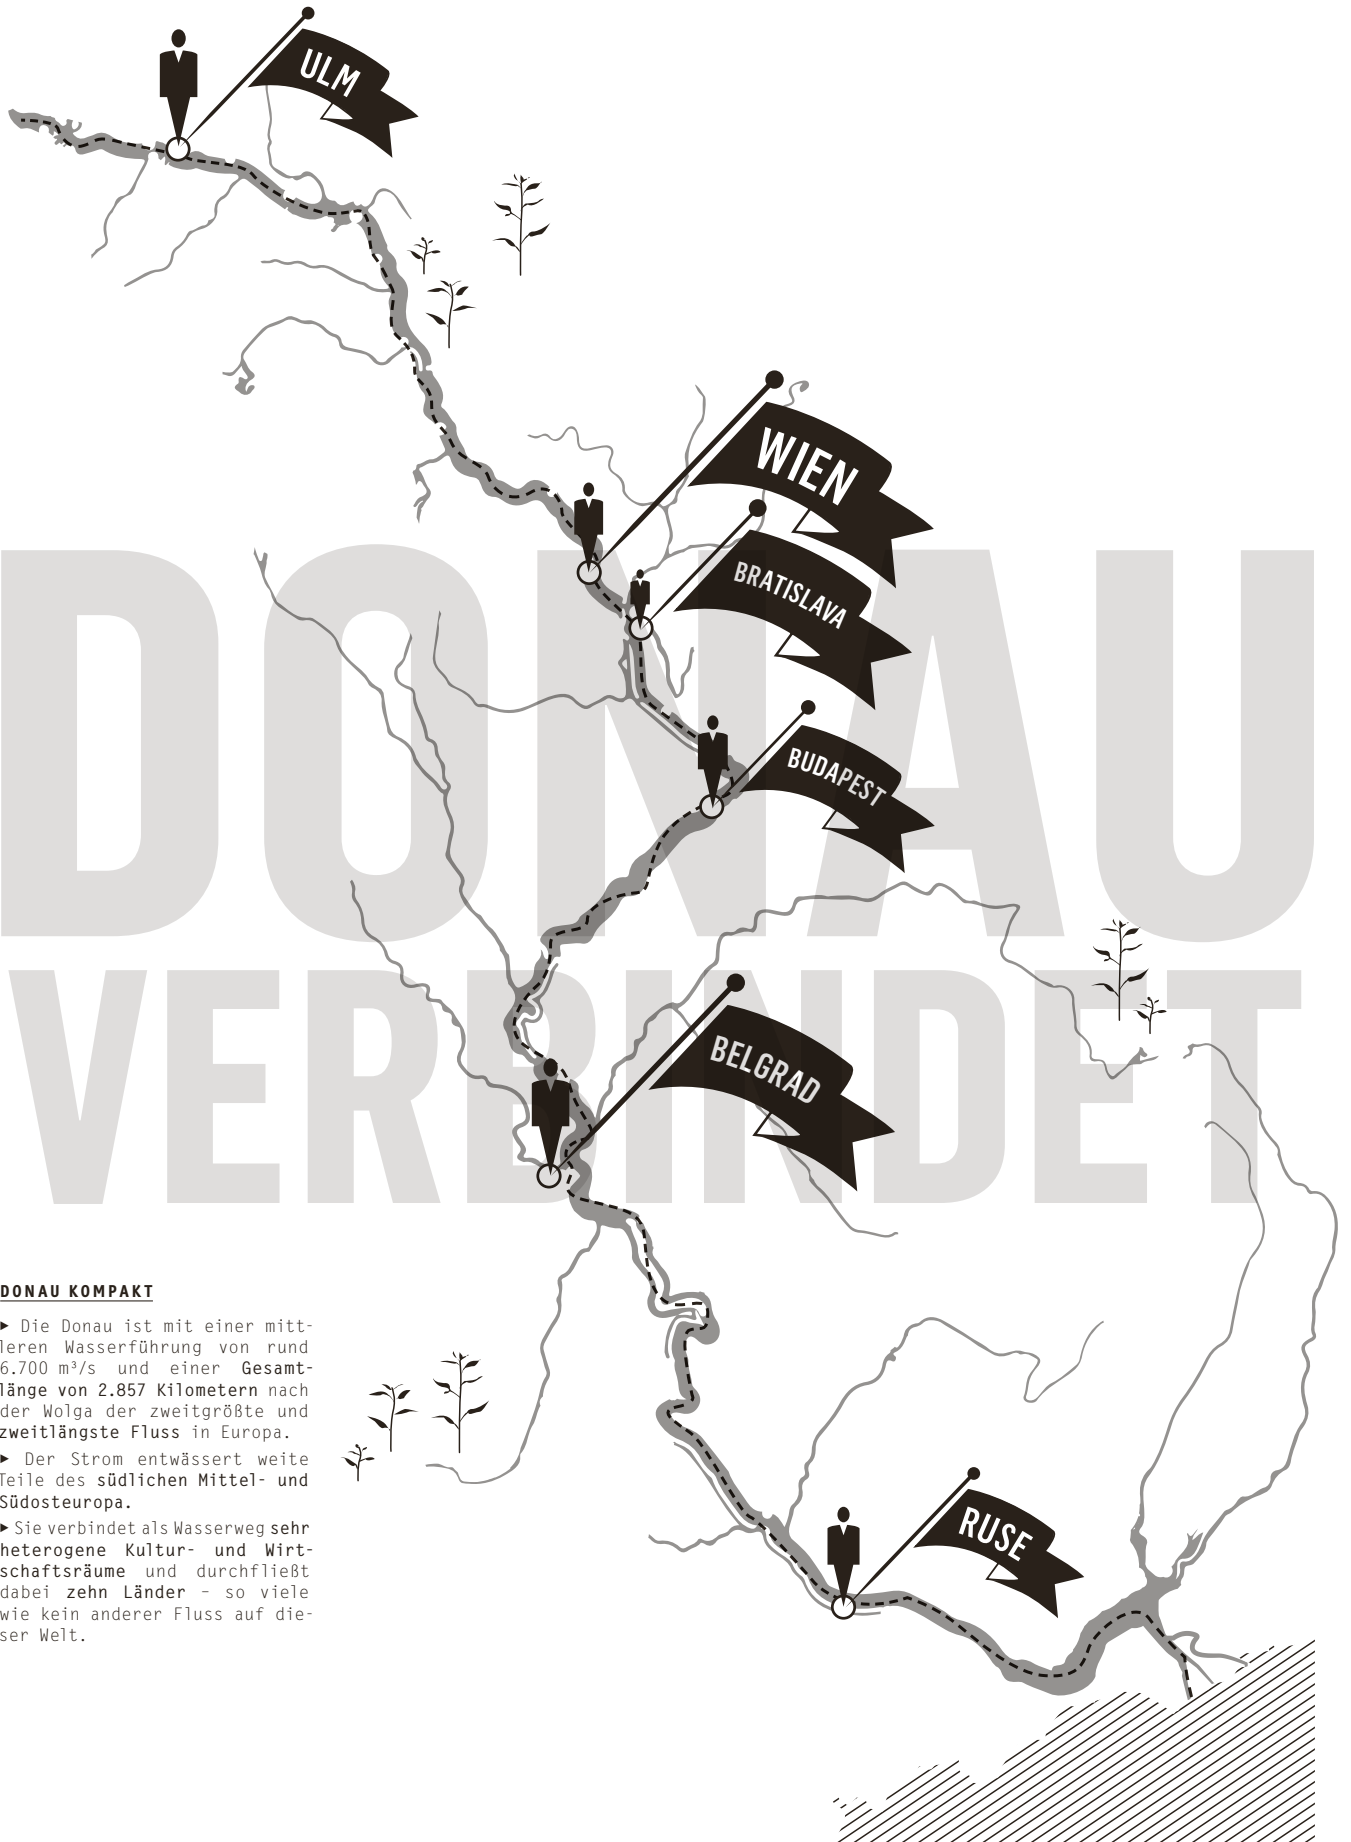 ULM
WIEN
BRATISLAVA
BUDAPEST
DONAU
VERBINDET
BELGRAD
DONAU KOMPAKT
▶ Die Donau ist mit einer mitt-
leren Wasserführung von rund
6.700 m³/s und einer Gesamt-
länge von 2.857 Kilometern nach
der Wolga der zweitgrößte und
zweitlängste Fluss in Europa.
▶ Der Strom entwässert weite
Teile des südlichen Mittel- und
Südosteuropa.
▶ Sie verbindet als Wasserweg sehr
heterogene Kultur- und Wirt-
schaftsräume und durchfließt
dabei zehn Länder – so viele
wie kein anderer Fluss auf die-
ser Welt.
RUSE